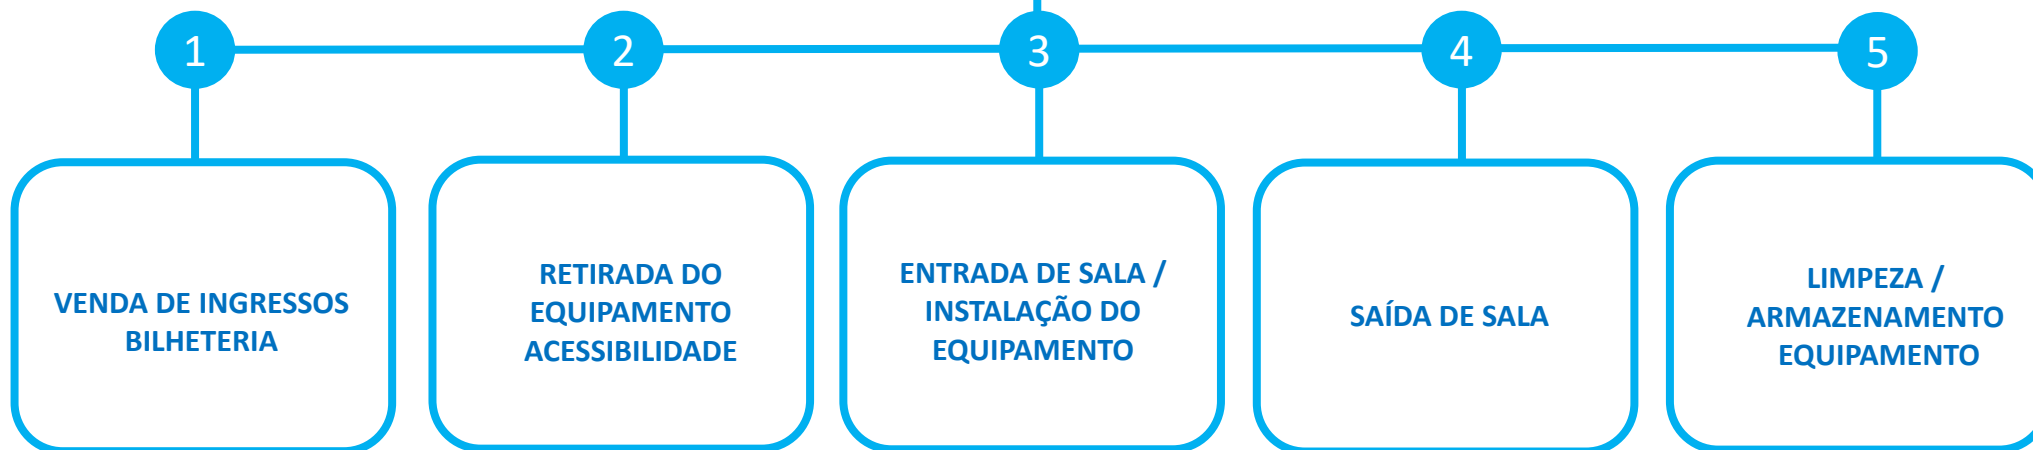 1
2
3
4
5
VENDA DE INGRESSOS
BILHETERIA
RETIRADA DO
EQUIPAMENTO
ACESSIBILIDADE
ENTRADA DE SALA /
INSTALAÇÃO DO
EQUIPAMENTO
SAÍDA DE SALA
LIMPEZA /
ARMAZENAMENTO
EQUIPAMENTO